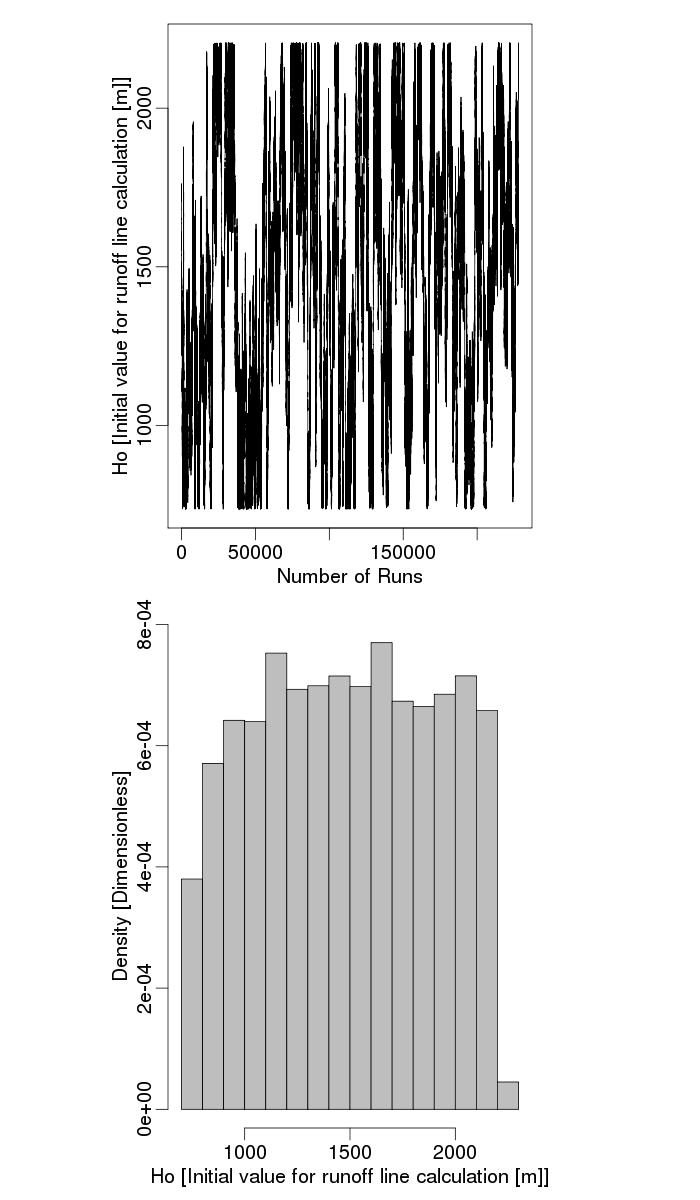 Ho [Initial value for runoff line calculation [m]]
2000
1500
1000
0 50000 150000
Number of Runs
Density [Dimensionless]
8e-04
6e-04
4e-04
2e-04
0e+00
1000 1500 2000
Ho [Initial value for runoff line calculation [m]]